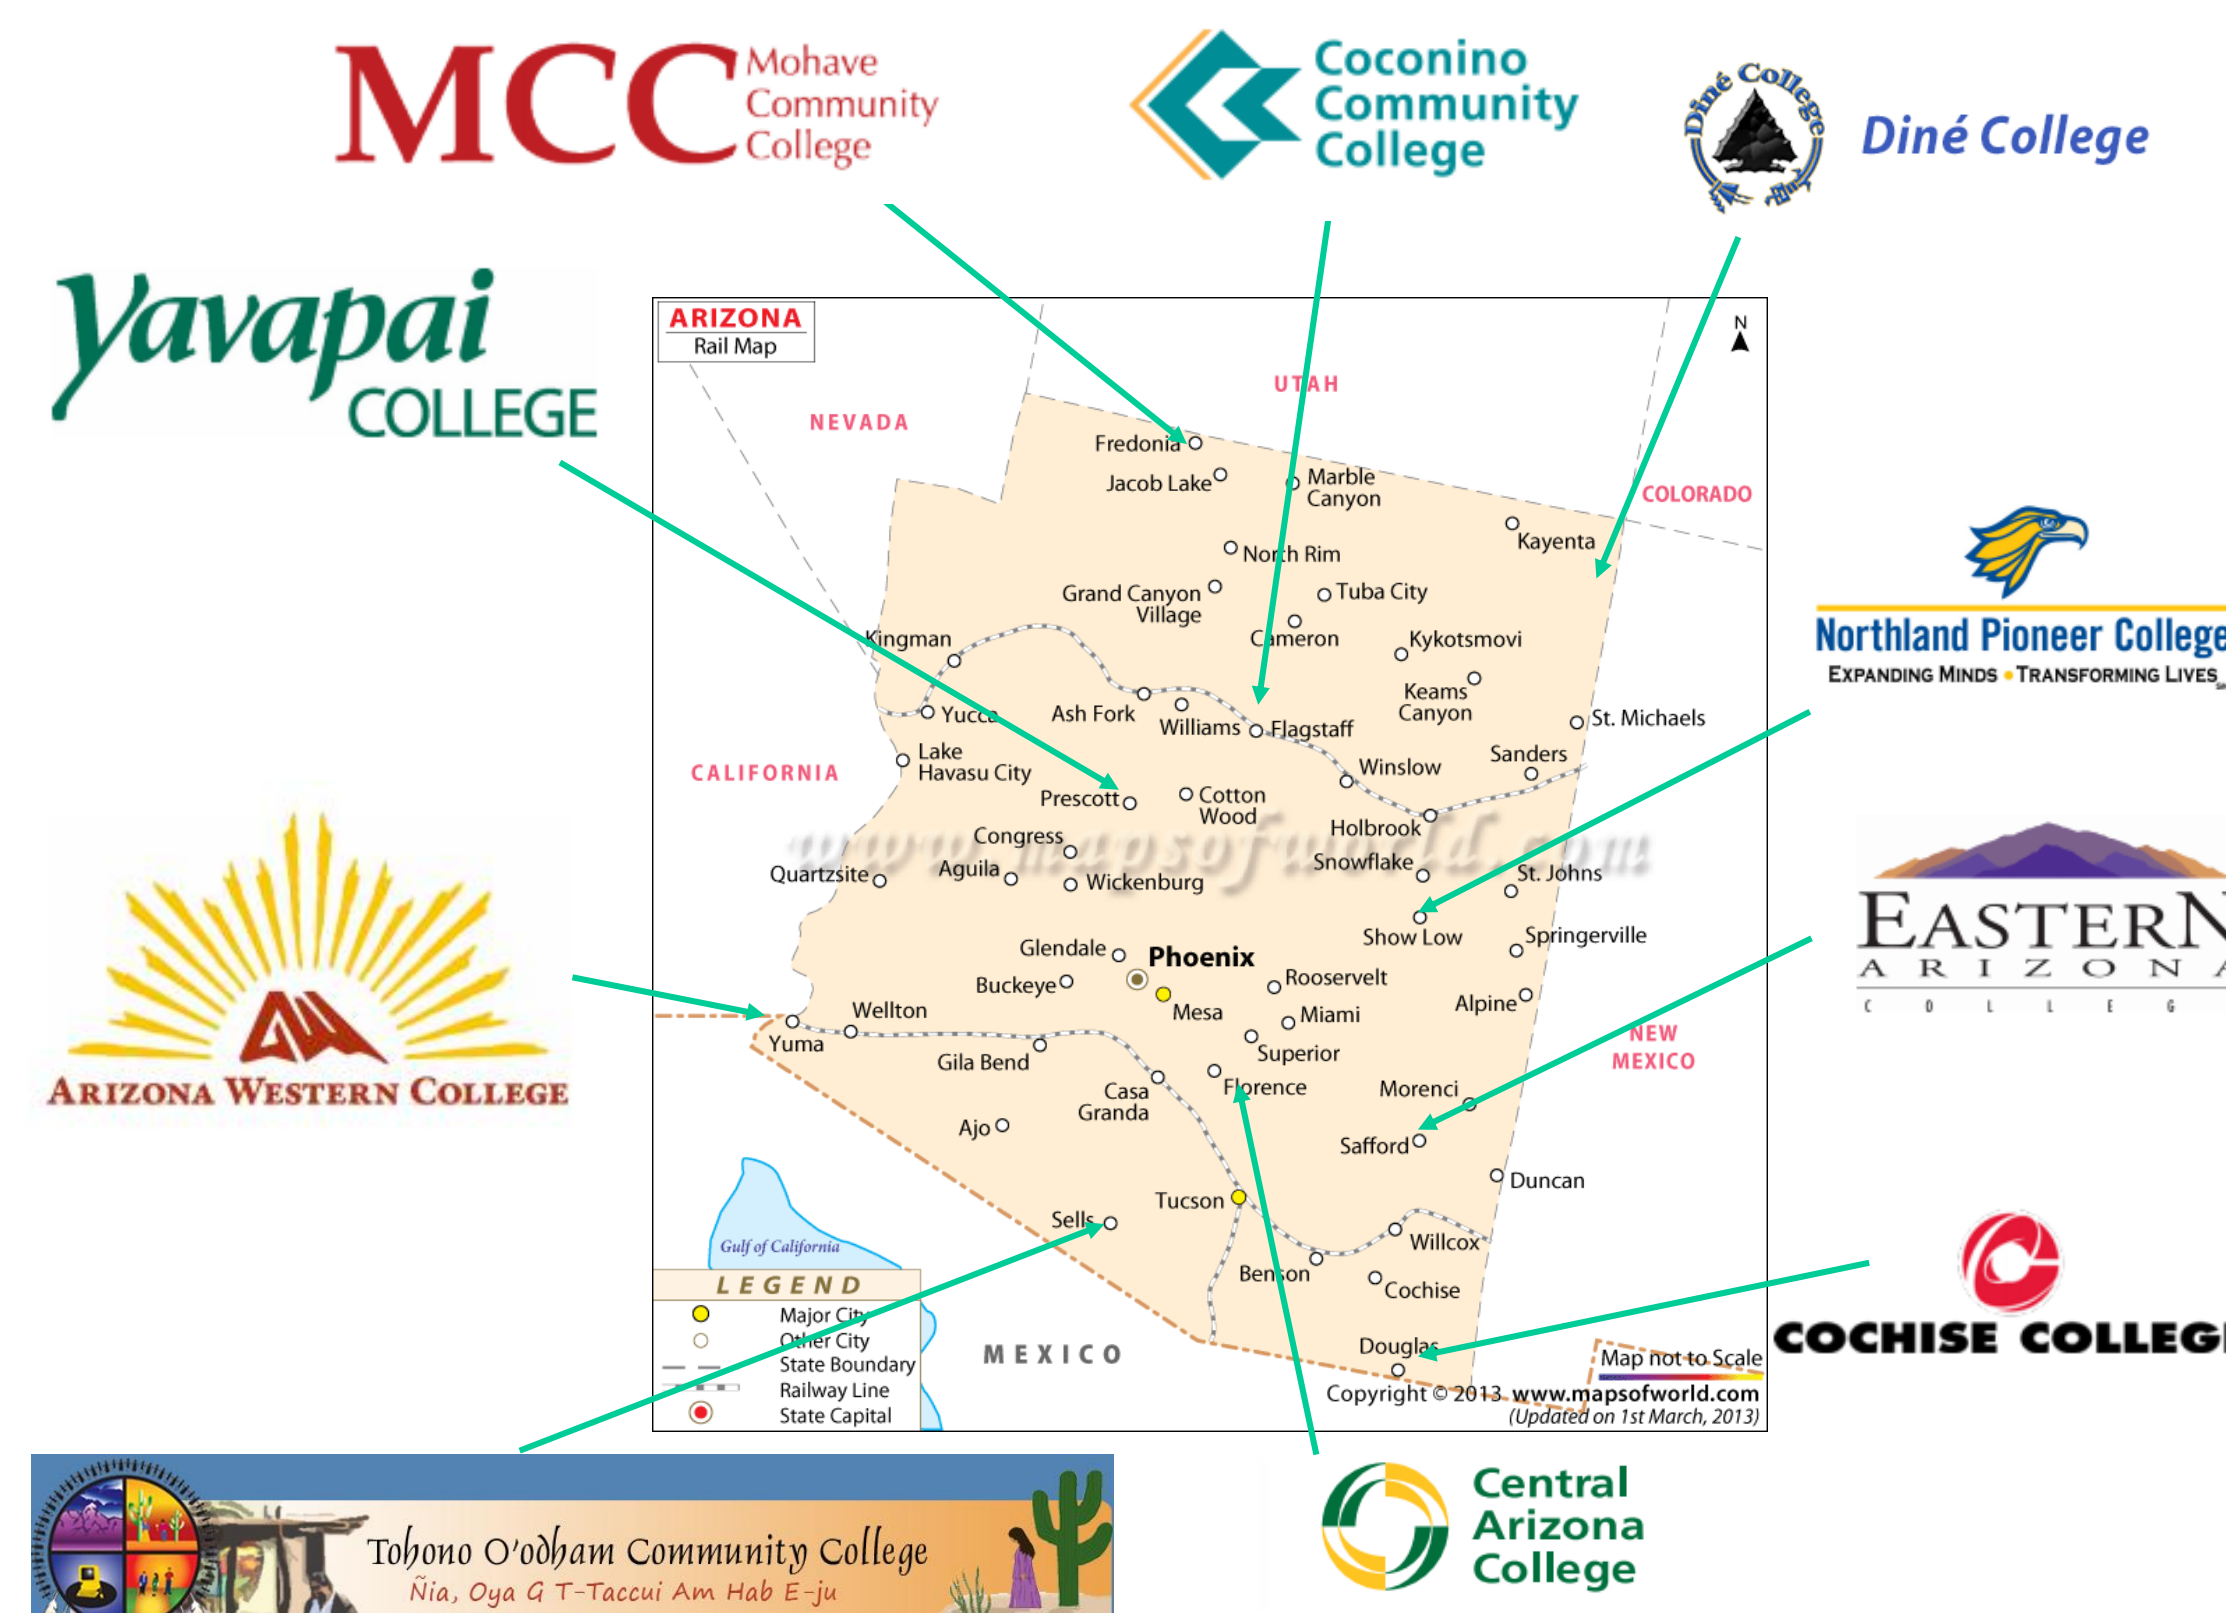 MCC Mohave
Community
College
Coconino
Community
College
Diné College
Diné College
Yavapai
COLLEGE
ARIZONA
Rail Map
N
UTAH
NEVADA
COLORADO
Fredonia
Jacob Lake
Marble
Canyon
Kayenta
North Rim
Grand Canyon
Village
Tuba City
Cameron
Kykotsmovi
Kingman
Keams
Canyon
Yucca
Ash Fork
Williams
Flagstaff
St. Michaels
Sanders
Lake
Havasu City
Winslow
CALIFORNIA
Prescott
Cotton
Wood
Holbrook
www.mapsofworld.com
Congress
Snowflake
Quartzsite
Aguila
Wickenburg
St. Johns
Show Low
Springerville
Glendale
Phoenix
Buckeye
Rooservelt
Mesa
Miami
Alpine
Wellton
Yuma
Gila Bend
Superior
NEW
MEXICO
Casa
Granda
Florence
Morenci
Ajo
Safford
Duncan
Tucson
Sells
Willcox
Benson
Cochise
Douglas
Gulf of California
LEGEND
Major City
Other City
State Boundary
Railway Line
State Capital
MEXICO
Map not to Scale
Copyright © 2013 www.mapsofworld.com
(Updated on 1st March, 2013)
Northland Pioneer College
EXPANDING MINDS • TRANSFORMING LIVES
ARIZONA WESTERN COLLEGE
EASTERN
ARIZONA
COLLEG
COCHISE COLLEG
Tohono O'odham Community College
Ñia, Oya G T-Taccui Am Hab E-ju
Central
Arizona
College